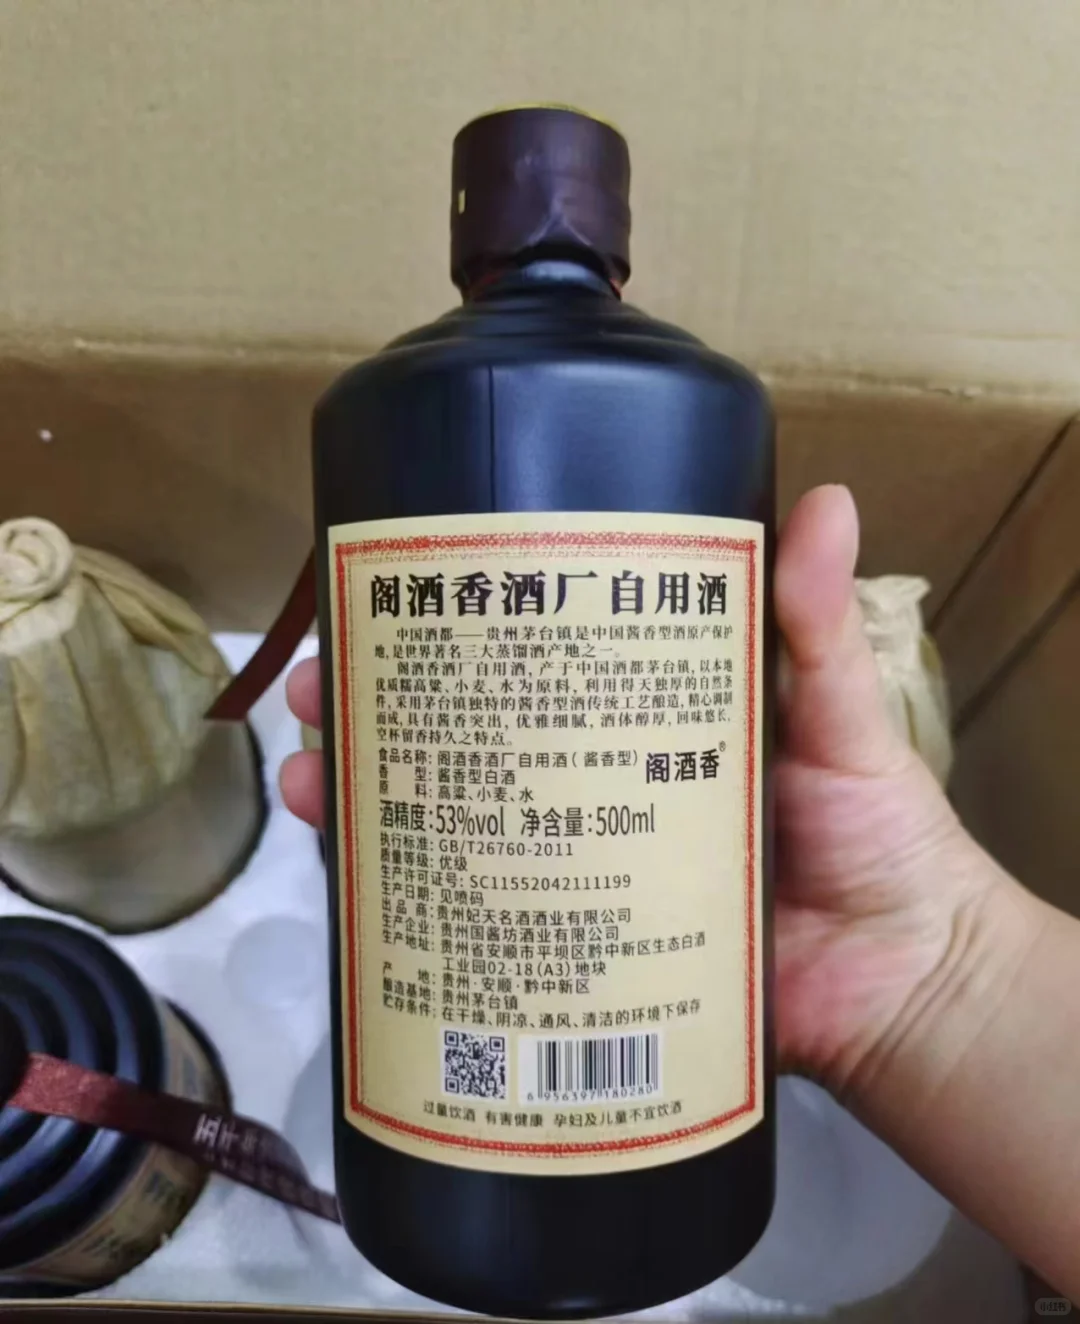 阁酒香酒厂自用酒
中国酒都——贵州茅台镇是中国酱香型酒原产保护
地,是世界著名三大蒸馏酒产地之一。
阁酒香酒厂自用酒,产于中国酒都茅台镇,以本地
优质糯高粱、小麦、水为原料,利用得天独厚的自然条
件,采用茅台镇独特的酱香型酒传统工艺酿造,精心调制
而成,具有酱香突出,优雅细腻,酒体醇厚,回味悠长,
空杯留香持久之特点。
食品名称: 阁酒香酒厂自用酒(酱香型)
阁酒香®
香 型: 酱香型白酒
原 料: 高粱、小麦、水
酒精度:53%vol 净含量:500ml
执行标准: GB/T26760-2011
质量等级: 优级
生产许可证号: SC11552042111199
生产日期: 见喷码
出 品 商: 贵州妃天名酒酒业有限公司
生产企业: 贵州国酱坊酒业有限公司
生产地址: 贵州省安顺市平坝区黔中新区生态白酒
工业园02-18(A3)地块
产 地: 贵州·安顺·黔中新区
酿造基地: 贵州茅台镇
贮存条件: 在干燥、阴凉、通风、清洁的环境下保存
6 956397 180280
过量饮酒 有害健康 孕妇及儿童不宜饮酒
五千年
小红书